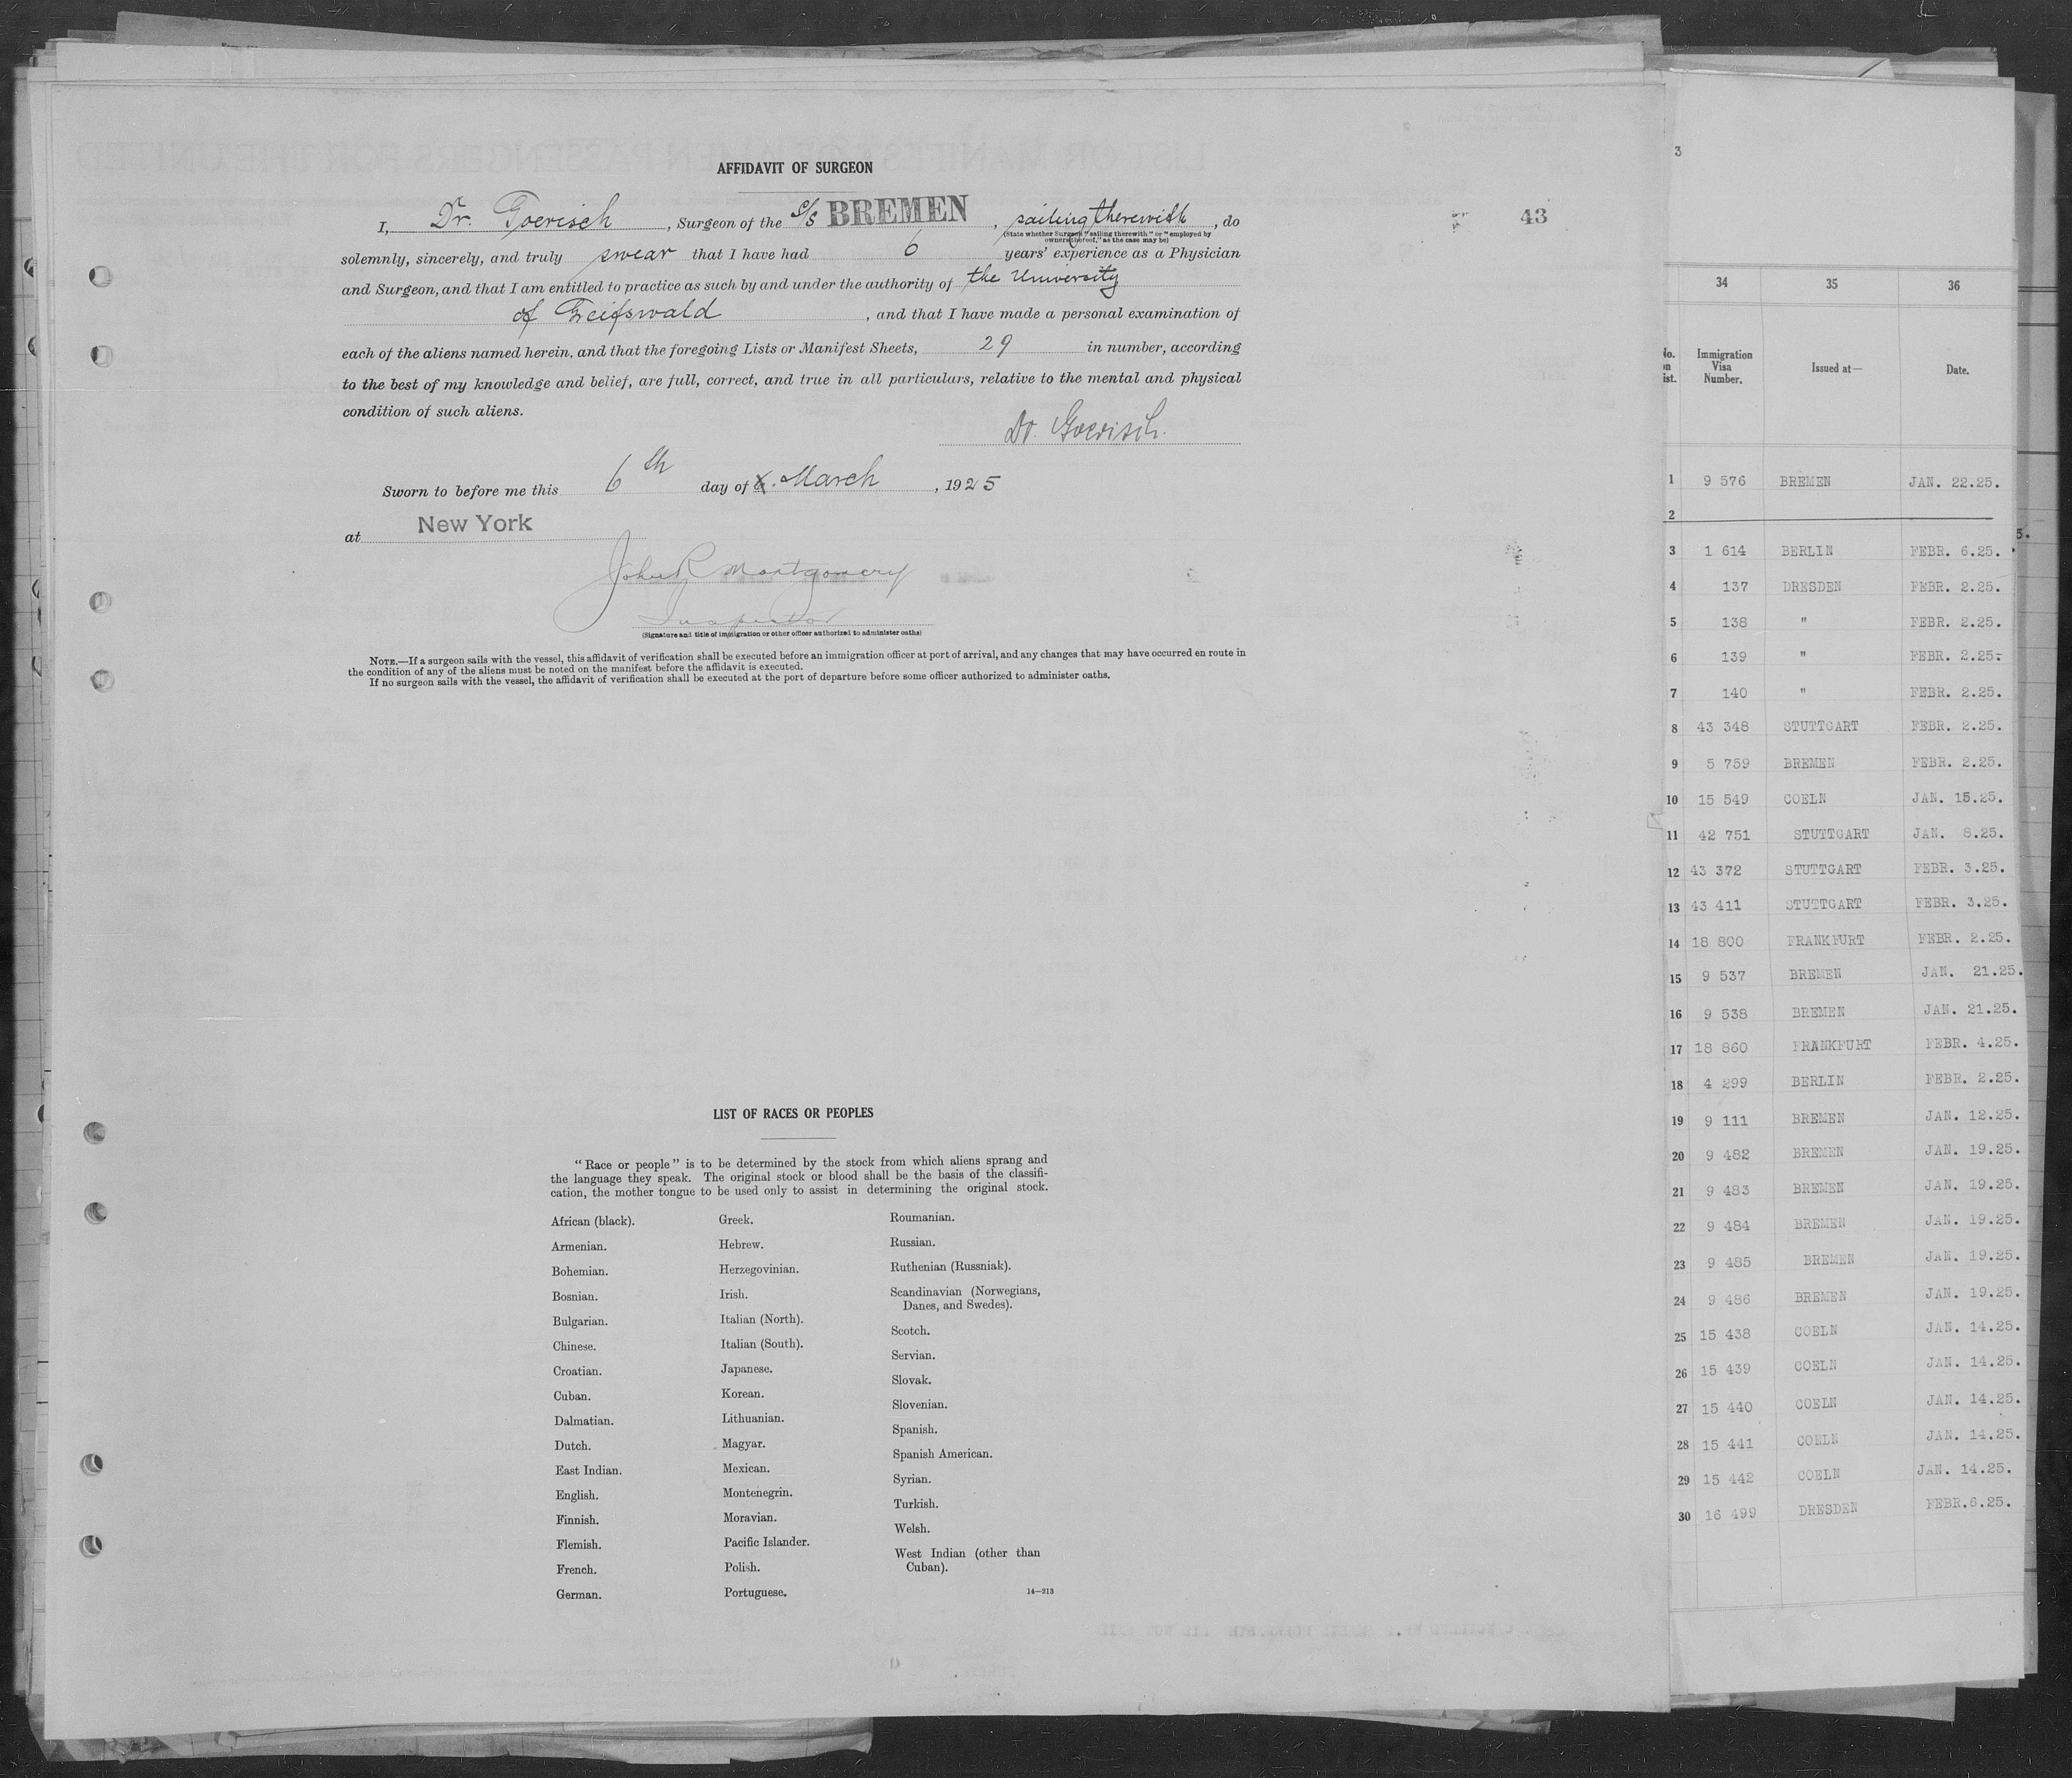 AFFIDAVIT OF SURGEON
I, Dr. Goerisch, Surgeon of the S/S BREMEN, sailing therewith, do
(State whether Surgeon "sailing therewith" or "employed by
owners thereof," as the case may be)
solemnly, sincerely, and truly swear that I have had 6 years' experience as a Physician
and Surgeon, and that I am entitled to practice as such by and under the authority of the University
of Greifswald, and that I have made a personal examination of
each of the aliens named herein, and that the foregoing Lists or Manifest Sheets, 29 in number, according
to the best of my knowledge and belief, are full, correct, and true in all particulars, relative to the mental and physical
condition of such aliens.
Dr. Goerisch.
Sworn to before me this 6th day of March, 1925
at New York
John R Montgomery
Inspector
(Signature and title of immigration or other officer authorized to administer oaths)
NOTE.—If a surgeon sails with the vessel, this affidavit of verification shall be executed before an immigration officer at port of arrival, and any changes that may have occurred en route in
the condition of any of the aliens must be noted on the manifest before the affidavit is executed.
If no surgeon sails with the vessel, the affidavit of verification shall be executed at the port of departure before some officer authorized to administer oaths.
43
LIST OF RACES OR PEOPLES
"Race or people" is to be determined by the stock from which aliens sprang and
the language they speak. The original stock or blood shall be the basis of the classifi-
cation, the mother tongue to be used only to assist in determining the original stock.
African (black).
Armenian.
Bohemian.
Bosnian.
Bulgarian.
Chinese.
Croatian.
Cuban.
Dalmatian.
Dutch.
East Indian.
English.
Finnish.
Flemish.
French.
German.
Greek.
Hebrew.
Herzegovinian.
Irish.
Italian (North).
Italian (South).
Japanese.
Korean.
Lithuanian.
Magyar.
Mexican.
Montenegrin.
Moravian.
Pacific Islander.
Polish.
Portuguese.
Roumanian.
Russian.
Ruthenian (Russniak).
Scandinavian (Norwegians,
Danes, and Swedes).
Scotch.
Servian.
Slovak.
Slovenian.
Spanish.
Spanish American.
Syrian.
Turkish.
Welsh.
West Indian (other than
Cuban).
14—213
3
34 35 36
Immigration
Visa
Number.
Issued at—
Date.
1 9 576 BREMEN JAN. 22.25.
2
3 1 614 BERLIN FEBR. 6.25.
4 137 DRESDEN FEBR. 2.25.
5 138 " FEBR. 2.25.
6 139 " FEBR. 2.25.
7 140 " FEBR. 2.25.
8 43 348 STUTTGART FEBR. 2.25.
9 5 759 BREMEN FEBR. 2.25.
10 15 549 COELN JAN. 15.25.
11 42 751 STUTTGART JAN. 8.25.
12 43 372 STUTTGART FEBR. 3.25.
13 43 411 STUTTGART FEBR. 3.25.
14 18 800 FRANKFURT FEBR. 2.25.
15 9 537 BREMEN JAN. 21.25.
16 9 538 BREMEN JAN. 21.25.
17 18 860 FRANKFURT FEBR. 4.25.
18 4 299 BERLIN FEBR. 2.25.
19 9 111 BREMEN JAN. 12.25.
20 9 482 BREMEN JAN. 19.25.
21 9 483 BREMEN JAN. 19.25.
22 9 484 BREMEN JAN. 19.25.
23 9 485 BREMEN JAN. 19.25.
24 9 486 BREMEN JAN. 19.25.
25 15 438 COELN JAN. 14.25.
26 15 439 COELN JAN. 14.25.
27 15 440 COELN JAN. 14.25.
28 15 441 COELN JAN. 14.25.
29 15 442 COELN JAN. 14.25.
30 16 499 DRESDEN FEBR.6.25.